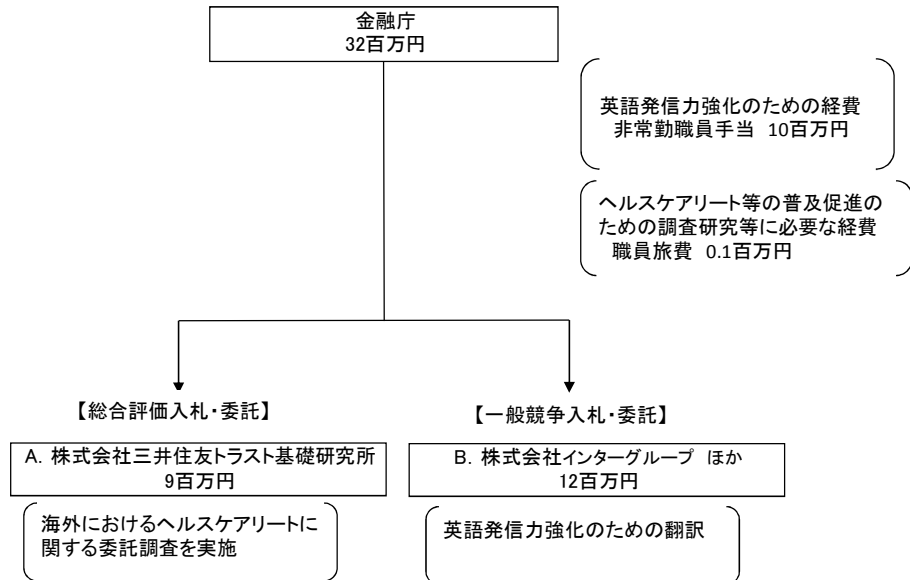 金融庁
32百万円
英語発信力強化のための経費
非常勤職員手当 10百万円
ヘルスケアリート等の普及促進の
ための調査研究等に必要な経費
職員旅費 0.1百万円
【総合評価入札・委託】
【一般競争入札・委託】
A. 株式会社三井住友トラスト基礎研究所
9百万円
B. 株式会社インターグループ ほか
12百万円
海外におけるヘルスケアリートに
関する委託調査を実施
英語発信力強化のための翻訳